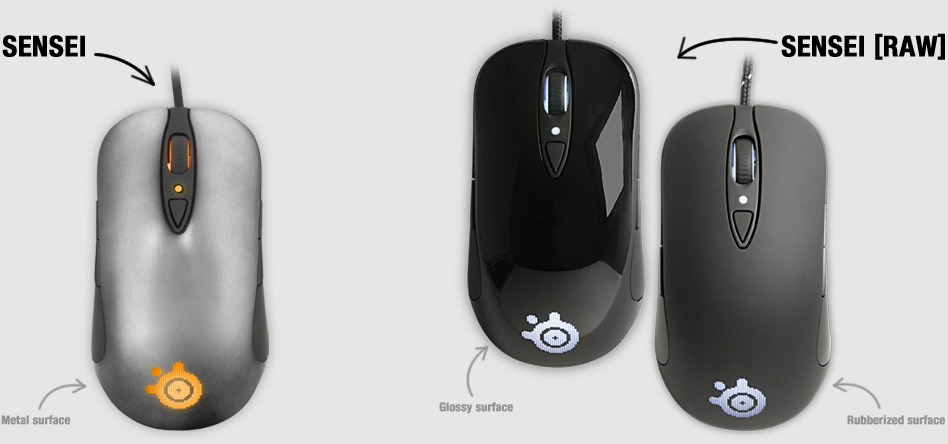 SENSEI
SENSEI [RAW]
Metal surface
Glossy surface
Rubberized surface